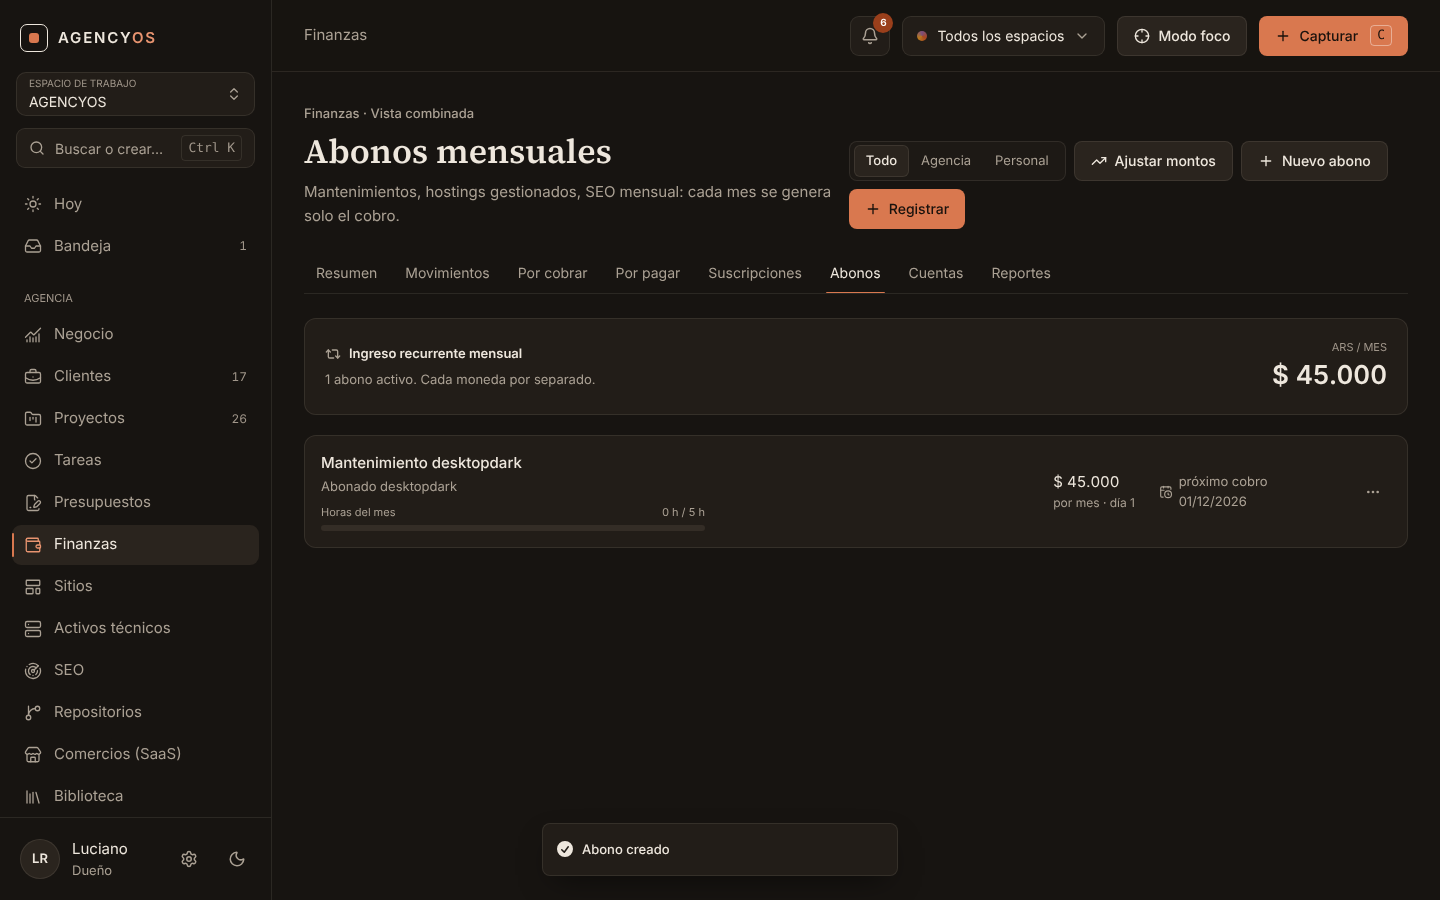 AGENCYOS
ESPACIO DE TRABAJO
AGENCYOS
Buscar o crear... Ctrl K
Hoy
Bandeja 1
AGENCIA
Negocio
Clientes 17
Proyectos 26
Tareas
Presupuestos
Finanzas
Sitios
Activos técnicos
SEO
Repositorios
Comercios (SaaS)
Biblioteca
LR
Luciano
Dueño
Finanzas
6
Todos los espacios
Modo foco
Capturar C
Finanzas · Vista combinada
Abonos mensuales
Mantenimientos, hostings gestionados, SEO mensual: cada mes se genera
solo el cobro.
Todo Agencia Personal
Ajustar montos
Nuevo abono
Registrar
Resumen Movimientos Por cobrar Por pagar Suscripciones Abonos Cuentas Reportes
Ingreso recurrente mensual
1 abono activo. Cada moneda por separado.
ARS / MES
$ 45.000
Mantenimiento desktopdark
Abonado desktopdark
Horas del mes 0 h / 5 h
$ 45.000
por mes · día 1
próximo cobro
01/12/2026
Abono creado